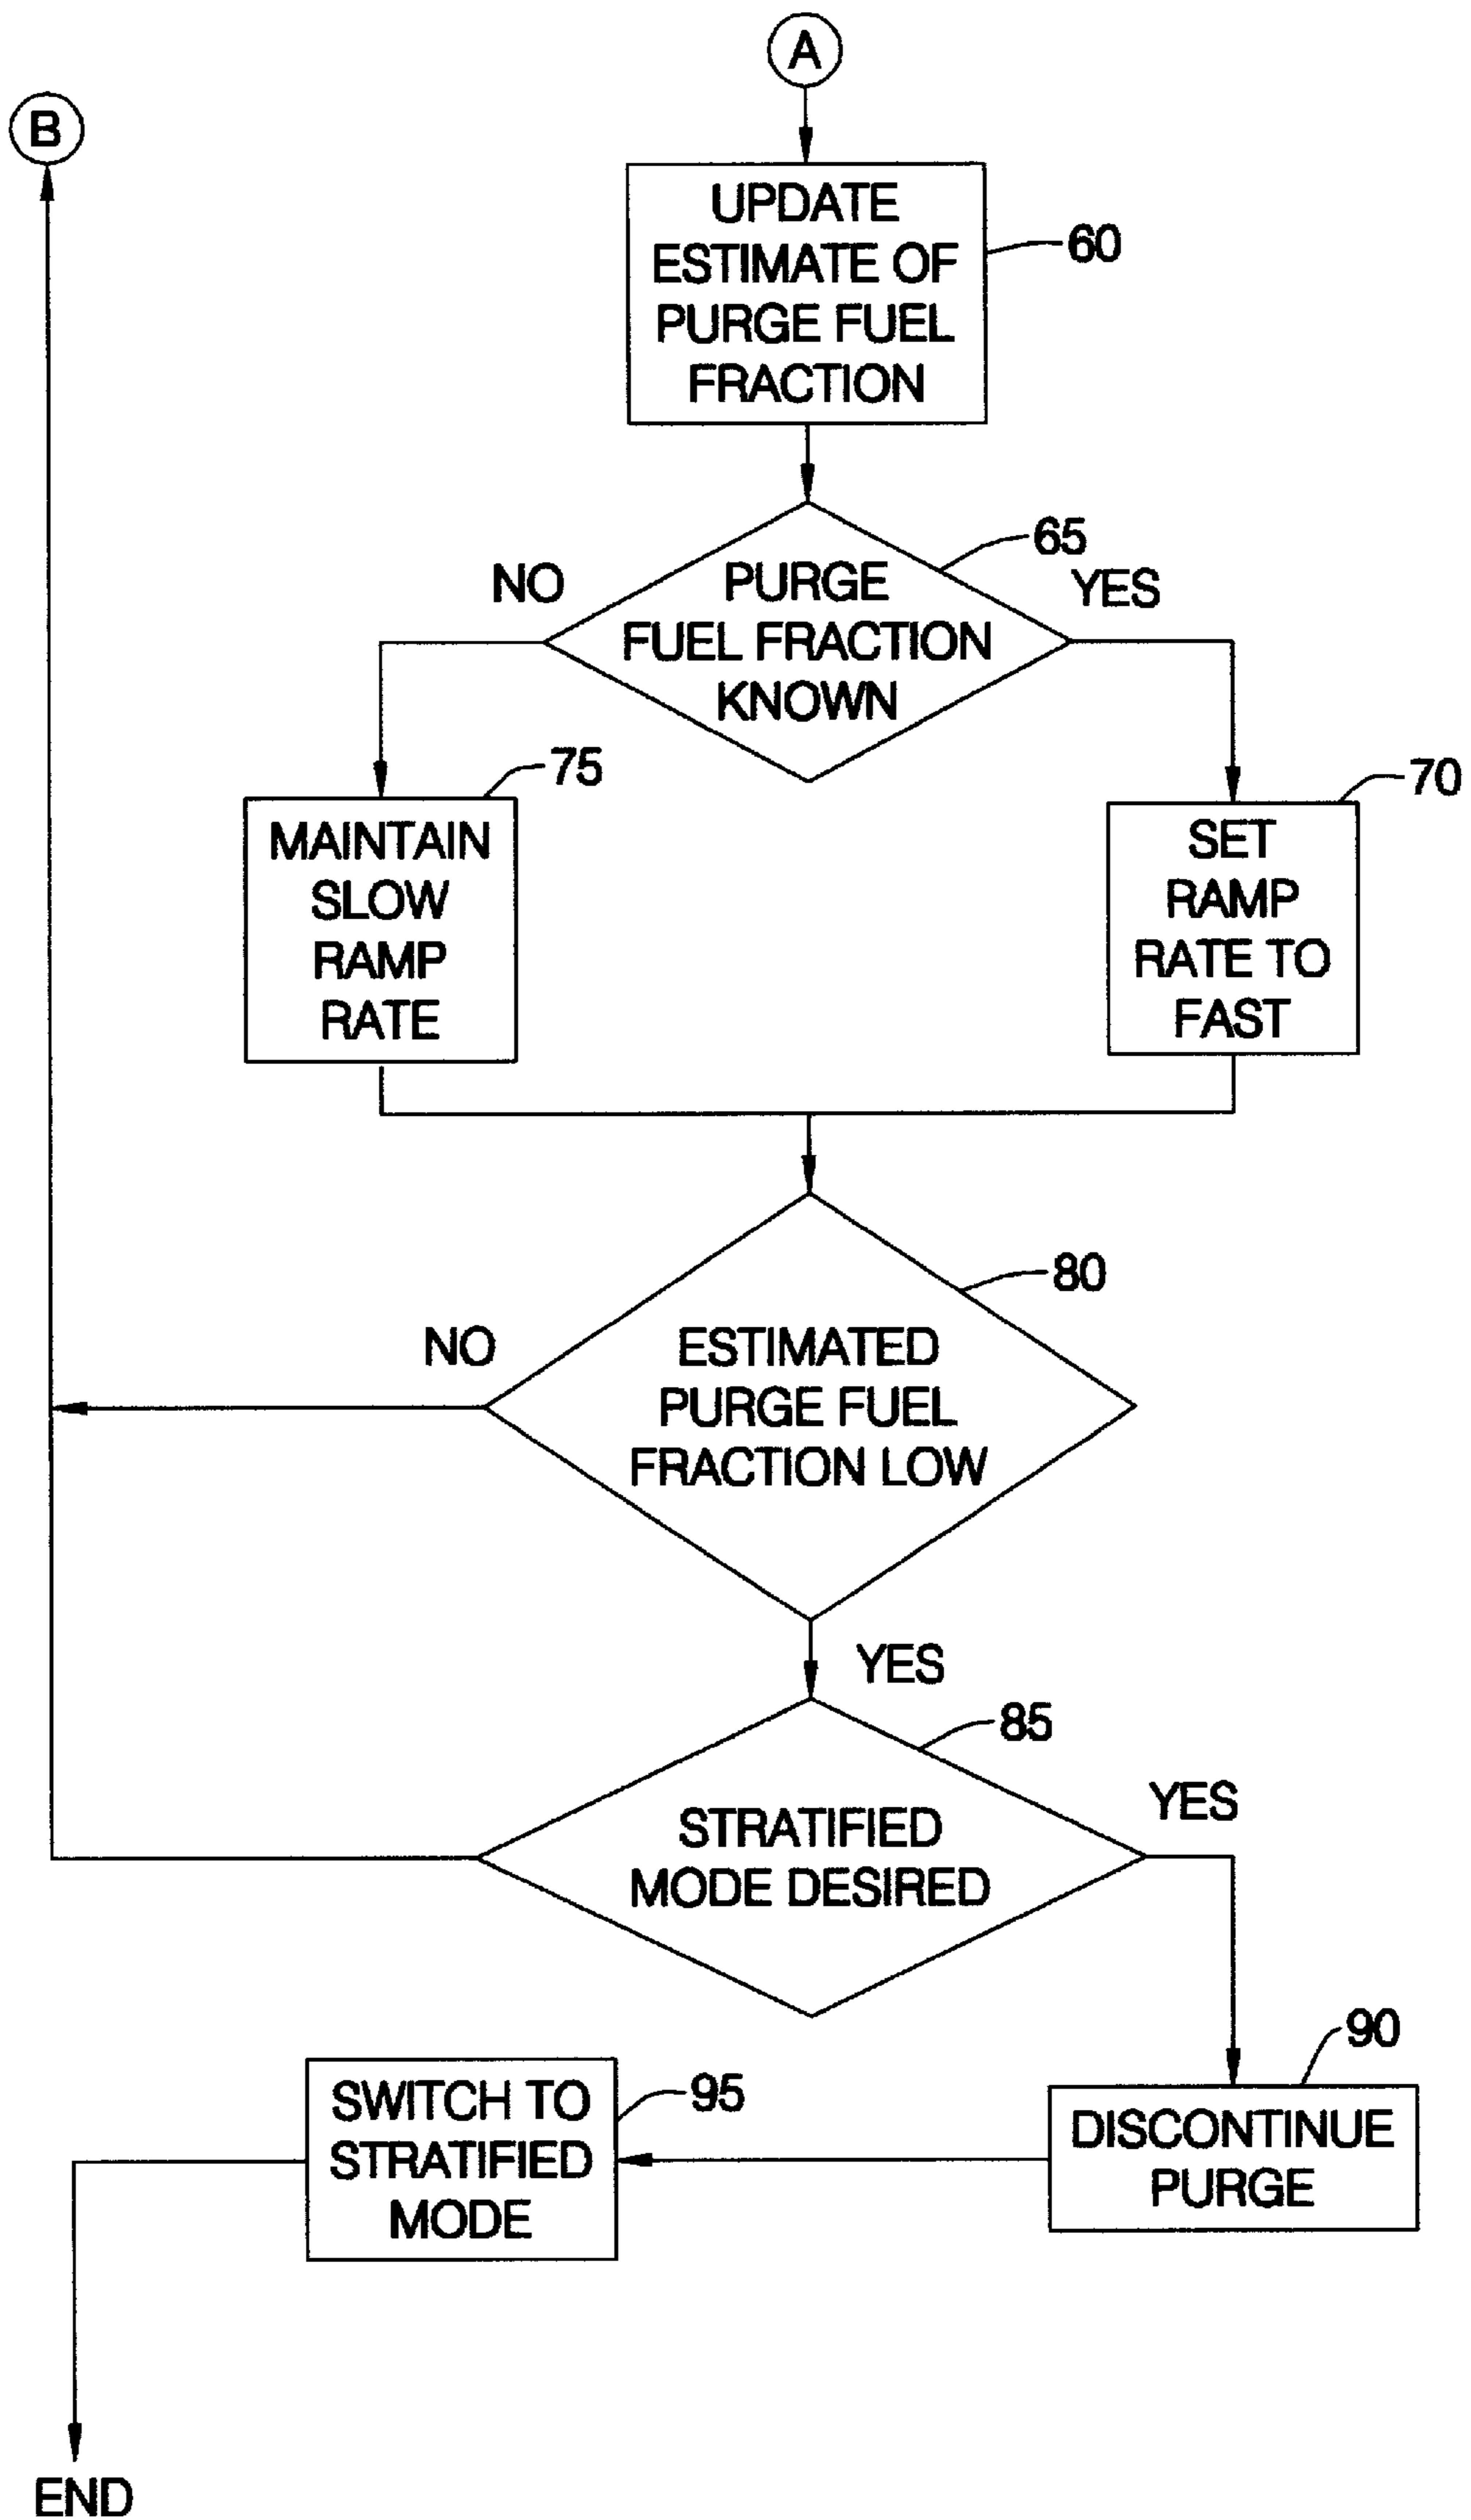 A
B
UPDATE
ESTIMATE OF
PURGE FUEL
FRACTION
60
65
NO
YES
PURGE
FUEL FRACTION
KNOWN
75
70
MAINTAIN
SLOW
RAMP
RATE
SET
RAMP
RATE TO
FAST
80
NO
ESTIMATED
PURGE FUEL
FRACTION LOW
YES
85
YES
STRATIFIED
MODE DESIRED
90
95
SWITCH TO
STRATIFIED
MODE
DISCONTINUE
PURGE
END